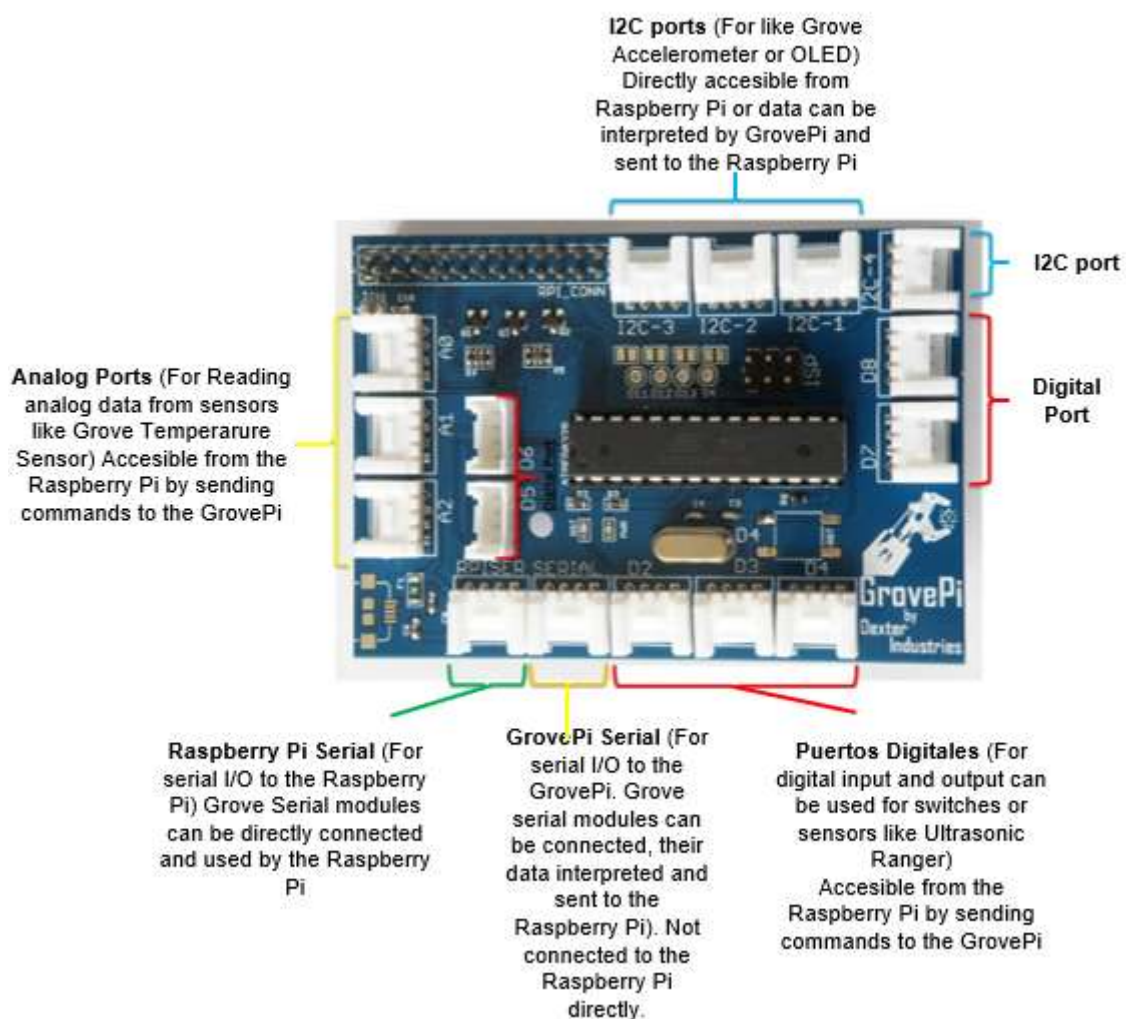 I2C ports (For like Grove
Accelerometer or OLED)
Directly accesible from
Raspberry Pi or data can be
interpreted by GrovePi and
sent to the Raspberry Pi
I2C port
Digital
Port
Analog Ports (For Reading
analog data from sensors
like Grove Temperarure
Sensor) Accesible from the
Raspberry Pi by sending
commands to the GrovePi
RPI_CONN
I2C-3
I2C-2
I2C-1
I2C-4
D8
D7
A0
A1
A2
D6
D5
ISP
D4
RPISER
SERIAL
D2
D3
D4
GrovePi
by
Dexter
Industries
Raspberry Pi Serial (For
serial I/O to the Raspberry
Pi) Grove Serial modules
can be directly connected
and used by the Raspberry
Pi
GrovePi Serial (For
serial I/O to the
GrovePi. Grove
serial modules can
be connected, their
data interpreted and
sent to the
Raspberry Pi). Not
connected to the
Raspberry Pi
directly.
Puertos Digitales (For
digital input and output can
be used for switches or
sensors like Ultrasonic
Ranger)
Accesible from the
Raspberry Pi by sending
commands to the GrovePi